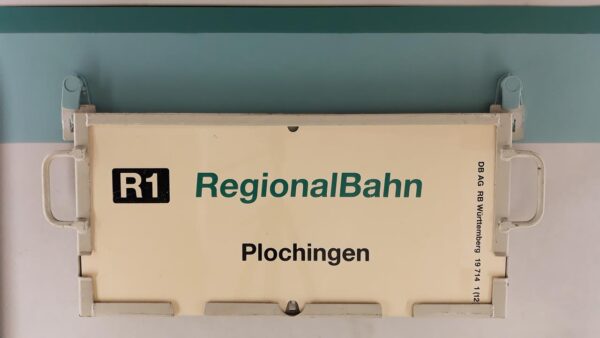 R1 RegionalBahn
Plochingen
DB AG RB Württemberg 19 714 1 (12